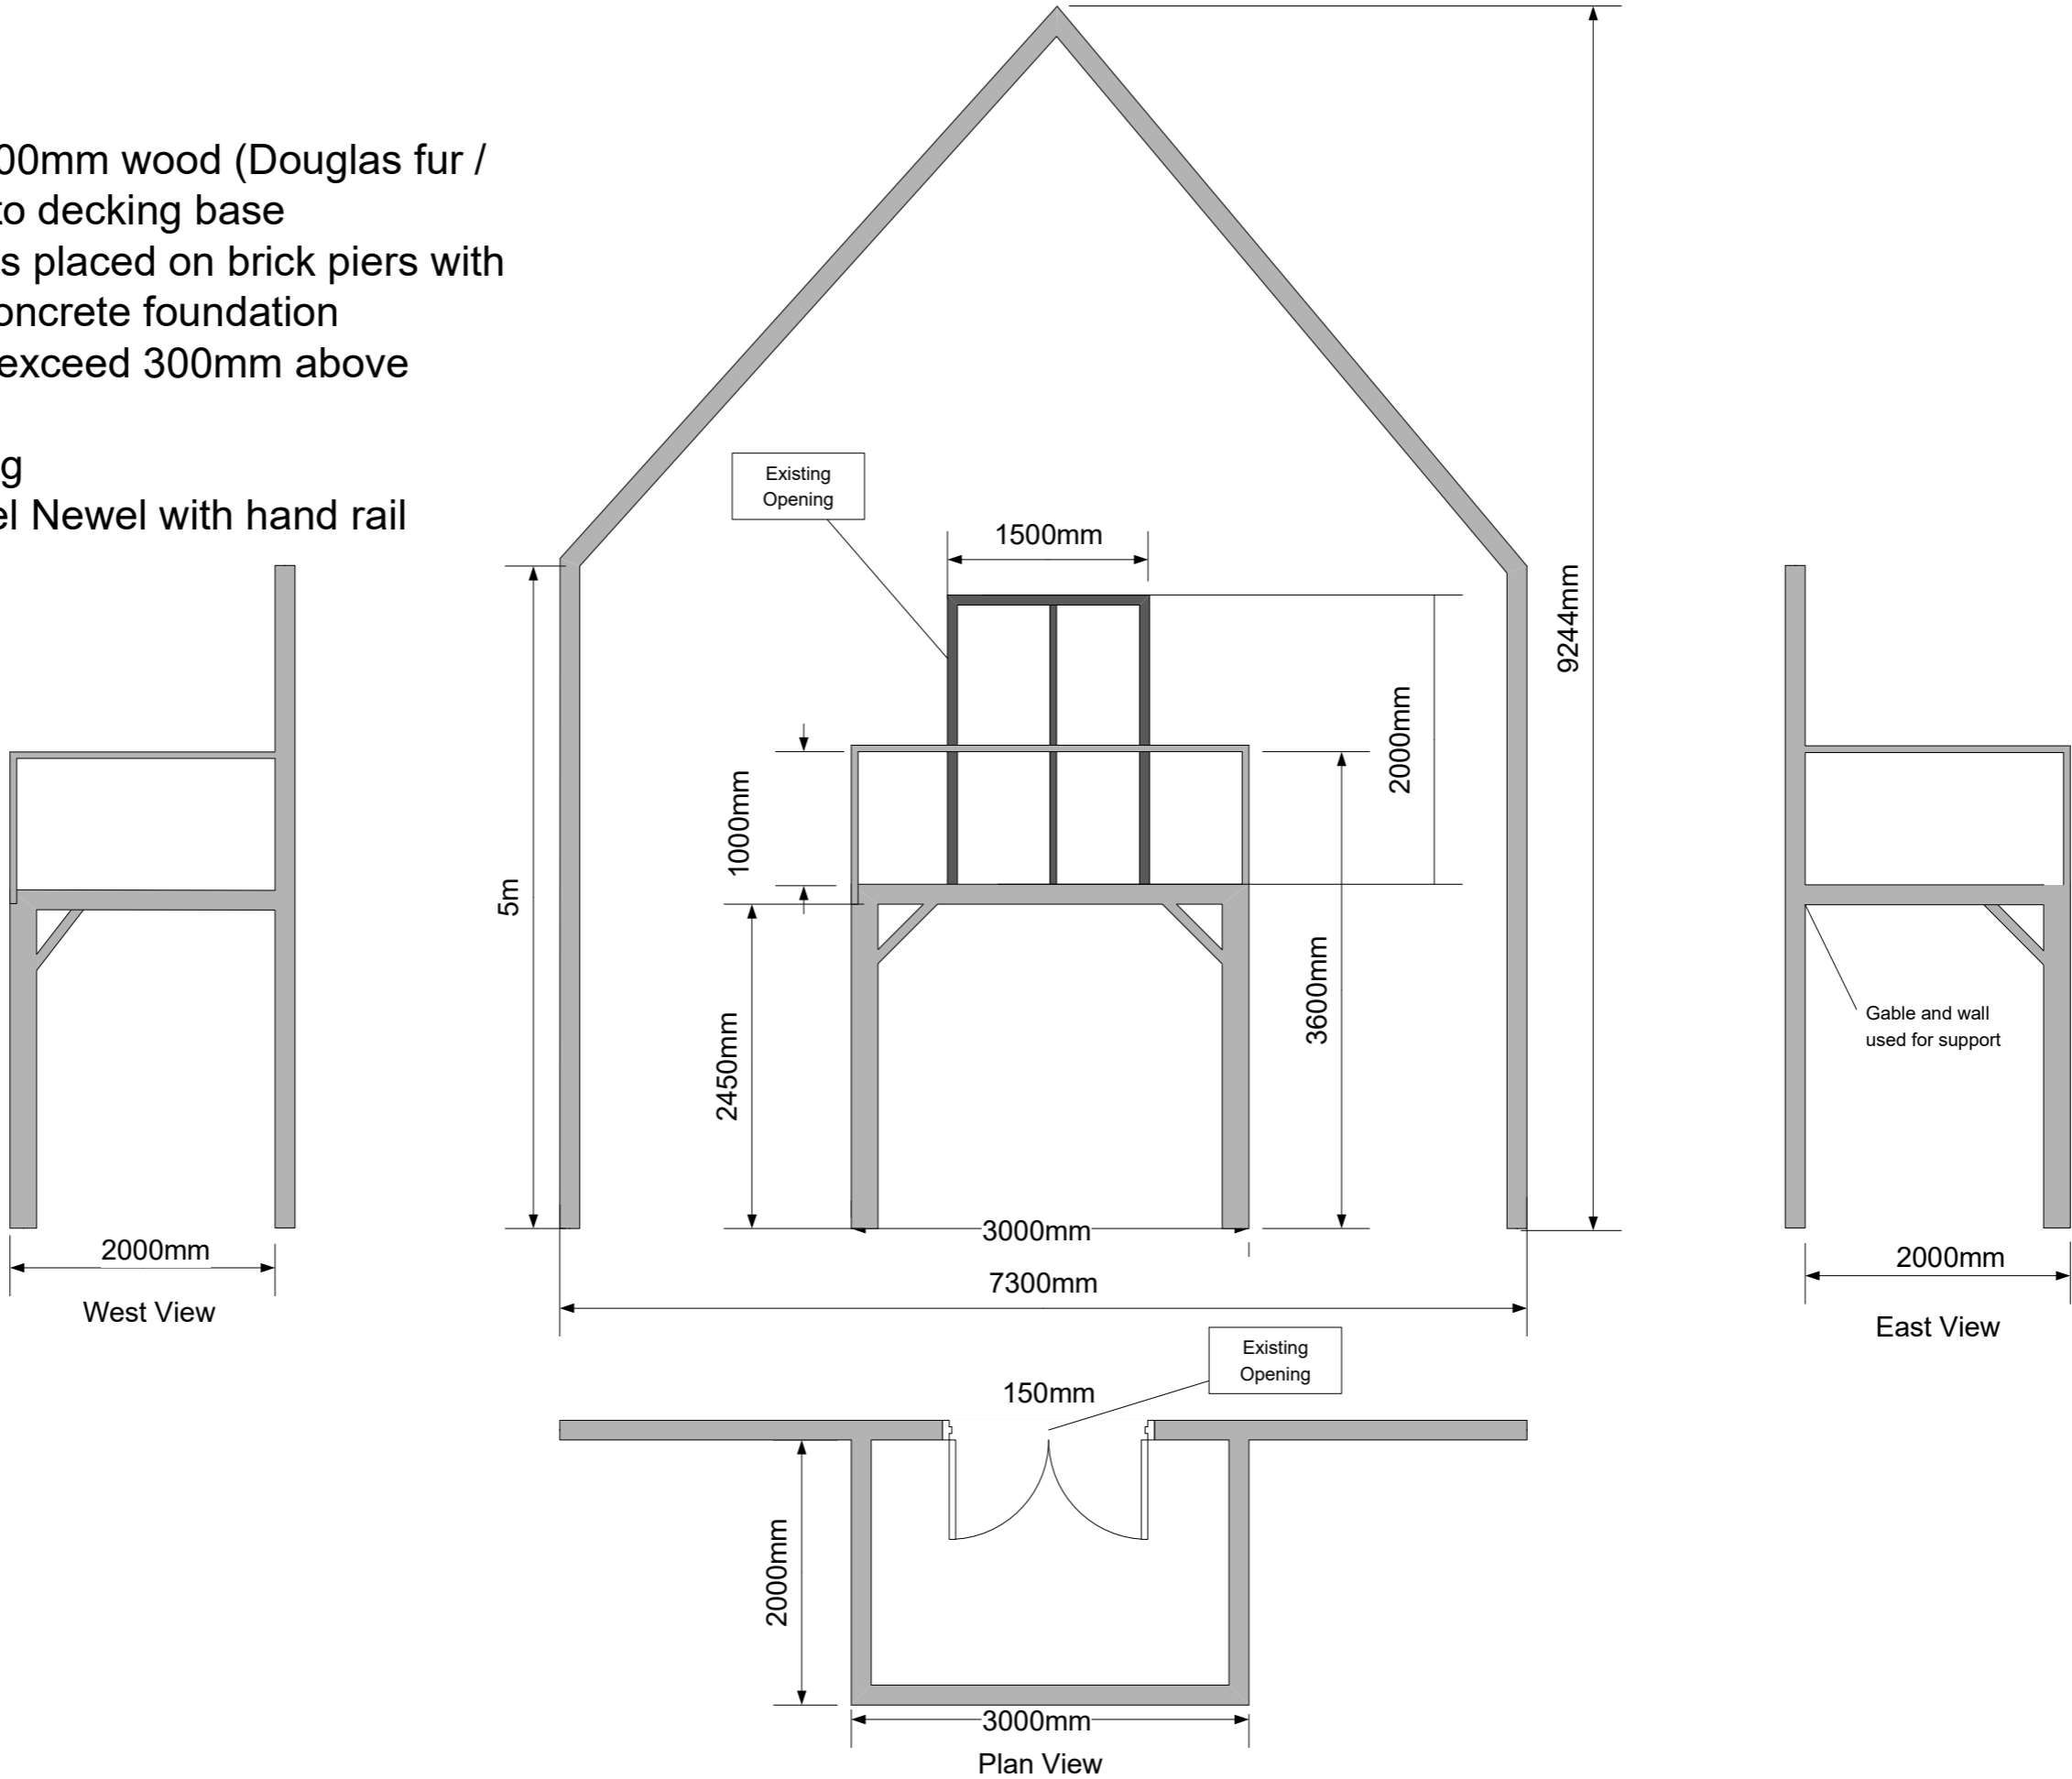 00mm wood (Douglas fur /
to decking base
s placed on brick piers with
oncrete foundation
exceed 300mm above
g
el Newel with hand rail
Existing
Opening
1500mm
9244mm
2000mm
1000mm
5m
3600mm
2450mm
Gable and wall
used for support
3000mm
2000mm
West View
7300mm
2000mm
East View
Existing
Opening
150mm
2000mm
3000mm
Plan View